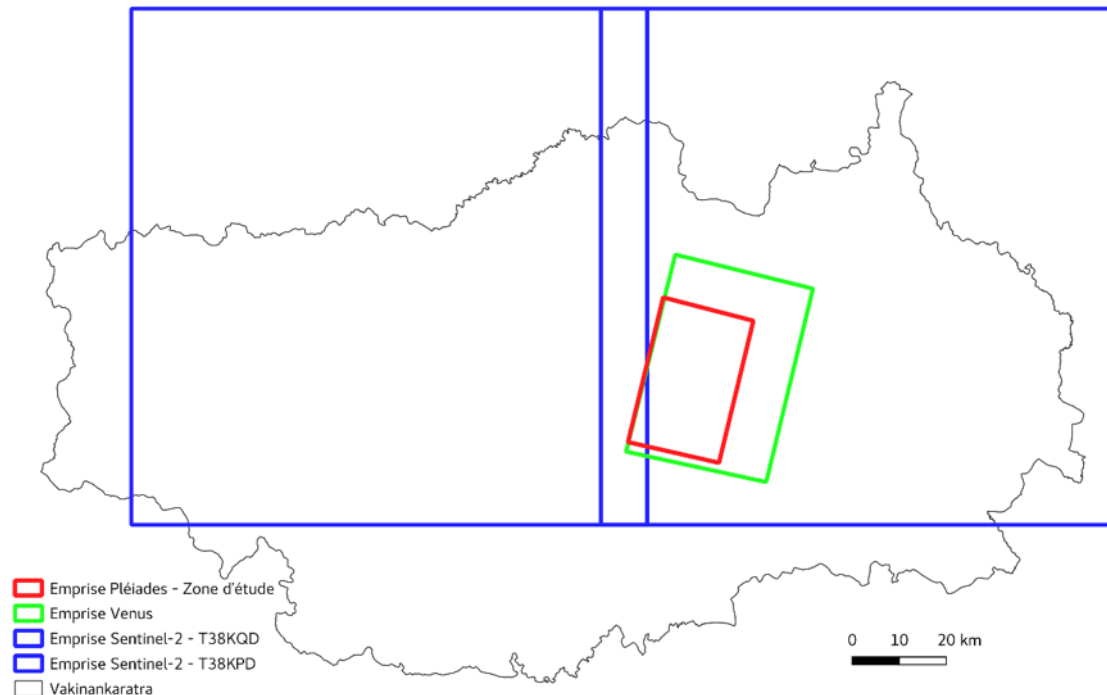 Emprise Pléiades - Zone d'étude
Emprise Venus
Emprise Sentinel-2 - T38KQD
Emprise Sentinel-2 - T38KPD
Vakinankaratra
0 10 20 km